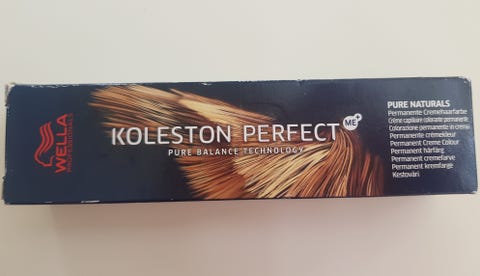 WELLA
PROFESSIONALS
KOLESTON PERFECT
ME+
PURE BALANCE TECHNOLOGY
PURE NATURALS
Permanente Cremehaarfarbe
Crème capillaire colorante permanente
Colorazione permanente in crema
Permanente crèmekleur
Permanent Creme Colour
Permanent hårfärg
Permanent cremefarve
Permanent kremfarge
Kestoväri